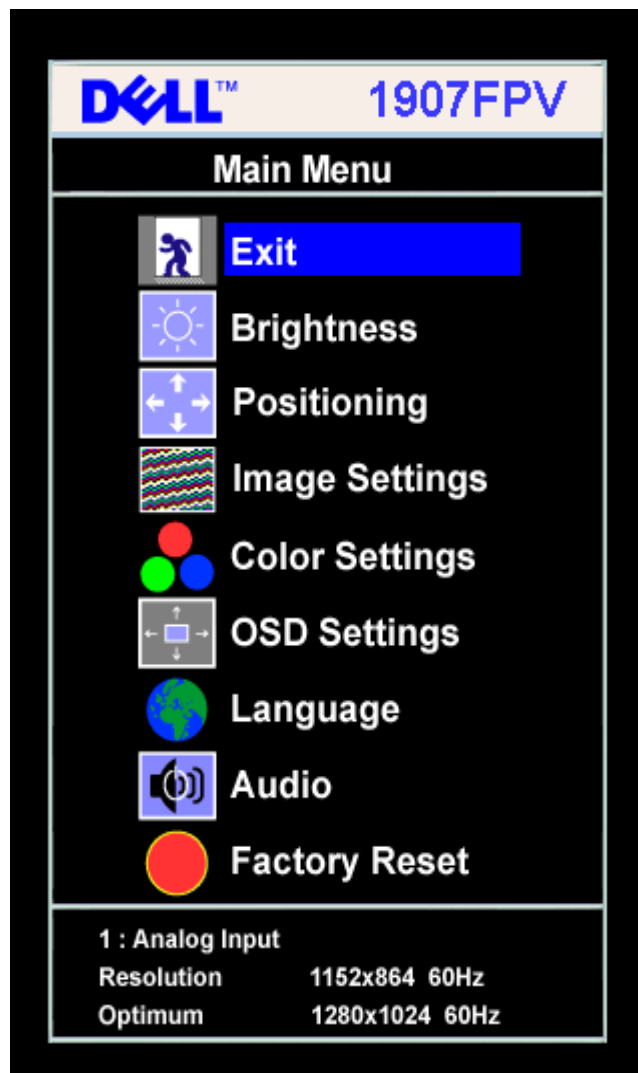 DELL™ 1907FPV
Main Menu
Exit
Brightness
Positioning
Image Settings
Color Settings
OSD Settings
Language
Audio
Factory Reset
1 : Analog Input
Resolution 1152x864 60Hz
Optimum 1280x1024 60Hz